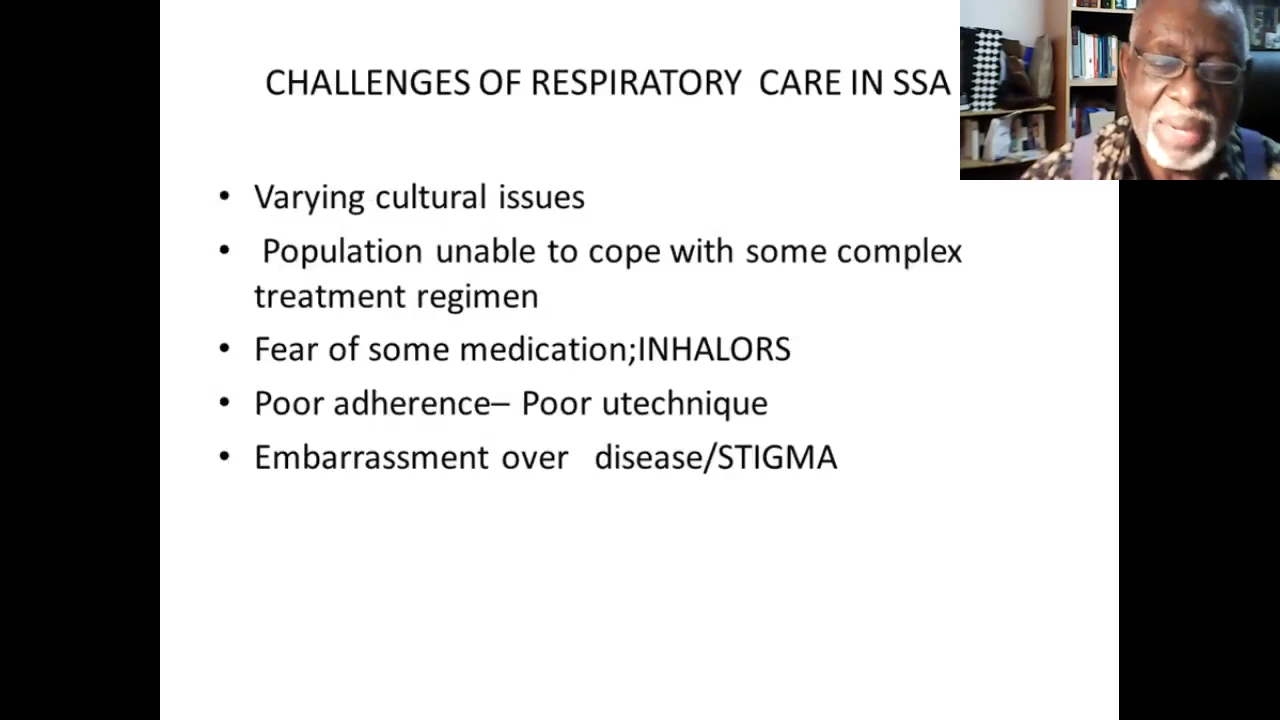 CHALLENGES OF RESPIRATORY CARE IN SSA
• Varying cultural issues
• Population unable to cope with some complex
treatment regimen
• Fear of some medication;INHALORS
• Poor adherence– Poor utechnique
• Embarrassment over disease/STIGMA